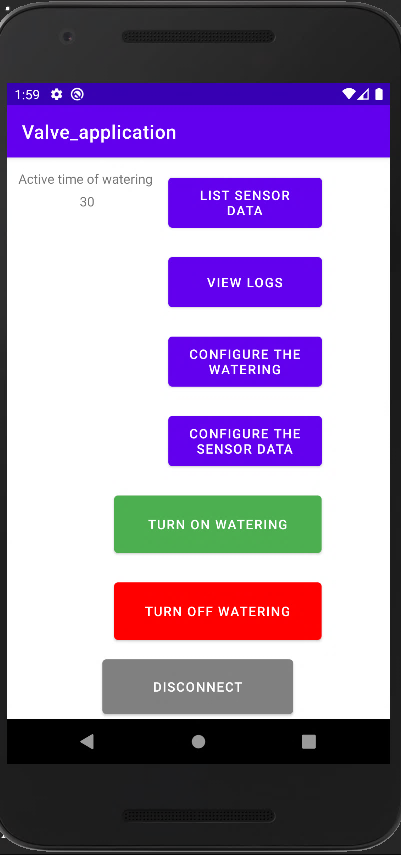 1:59
Valve_application
Active time of watering
30
LIST SENSOR
DATA
VIEW LOGS
CONFIGURE THE
WATERING
CONFIGURE THE
SENSOR DATA
TURN ON WATERING
TURN OFF WATERING
DISCONNECT